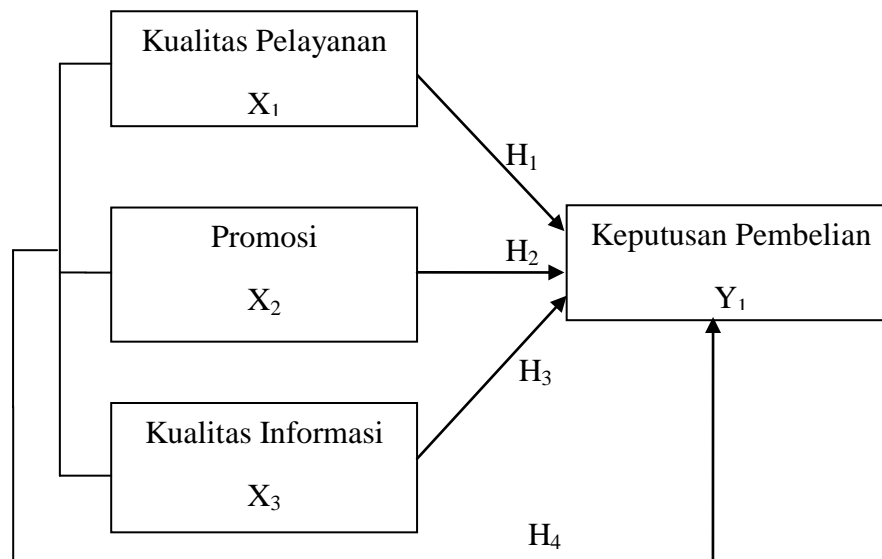 Kualitas Pelayanan
X₁
H₁
Promosi
X₂
H₂
Keputusan Pembelian
Y₁
H₃
Kualitas Informasi
X₃
H₄